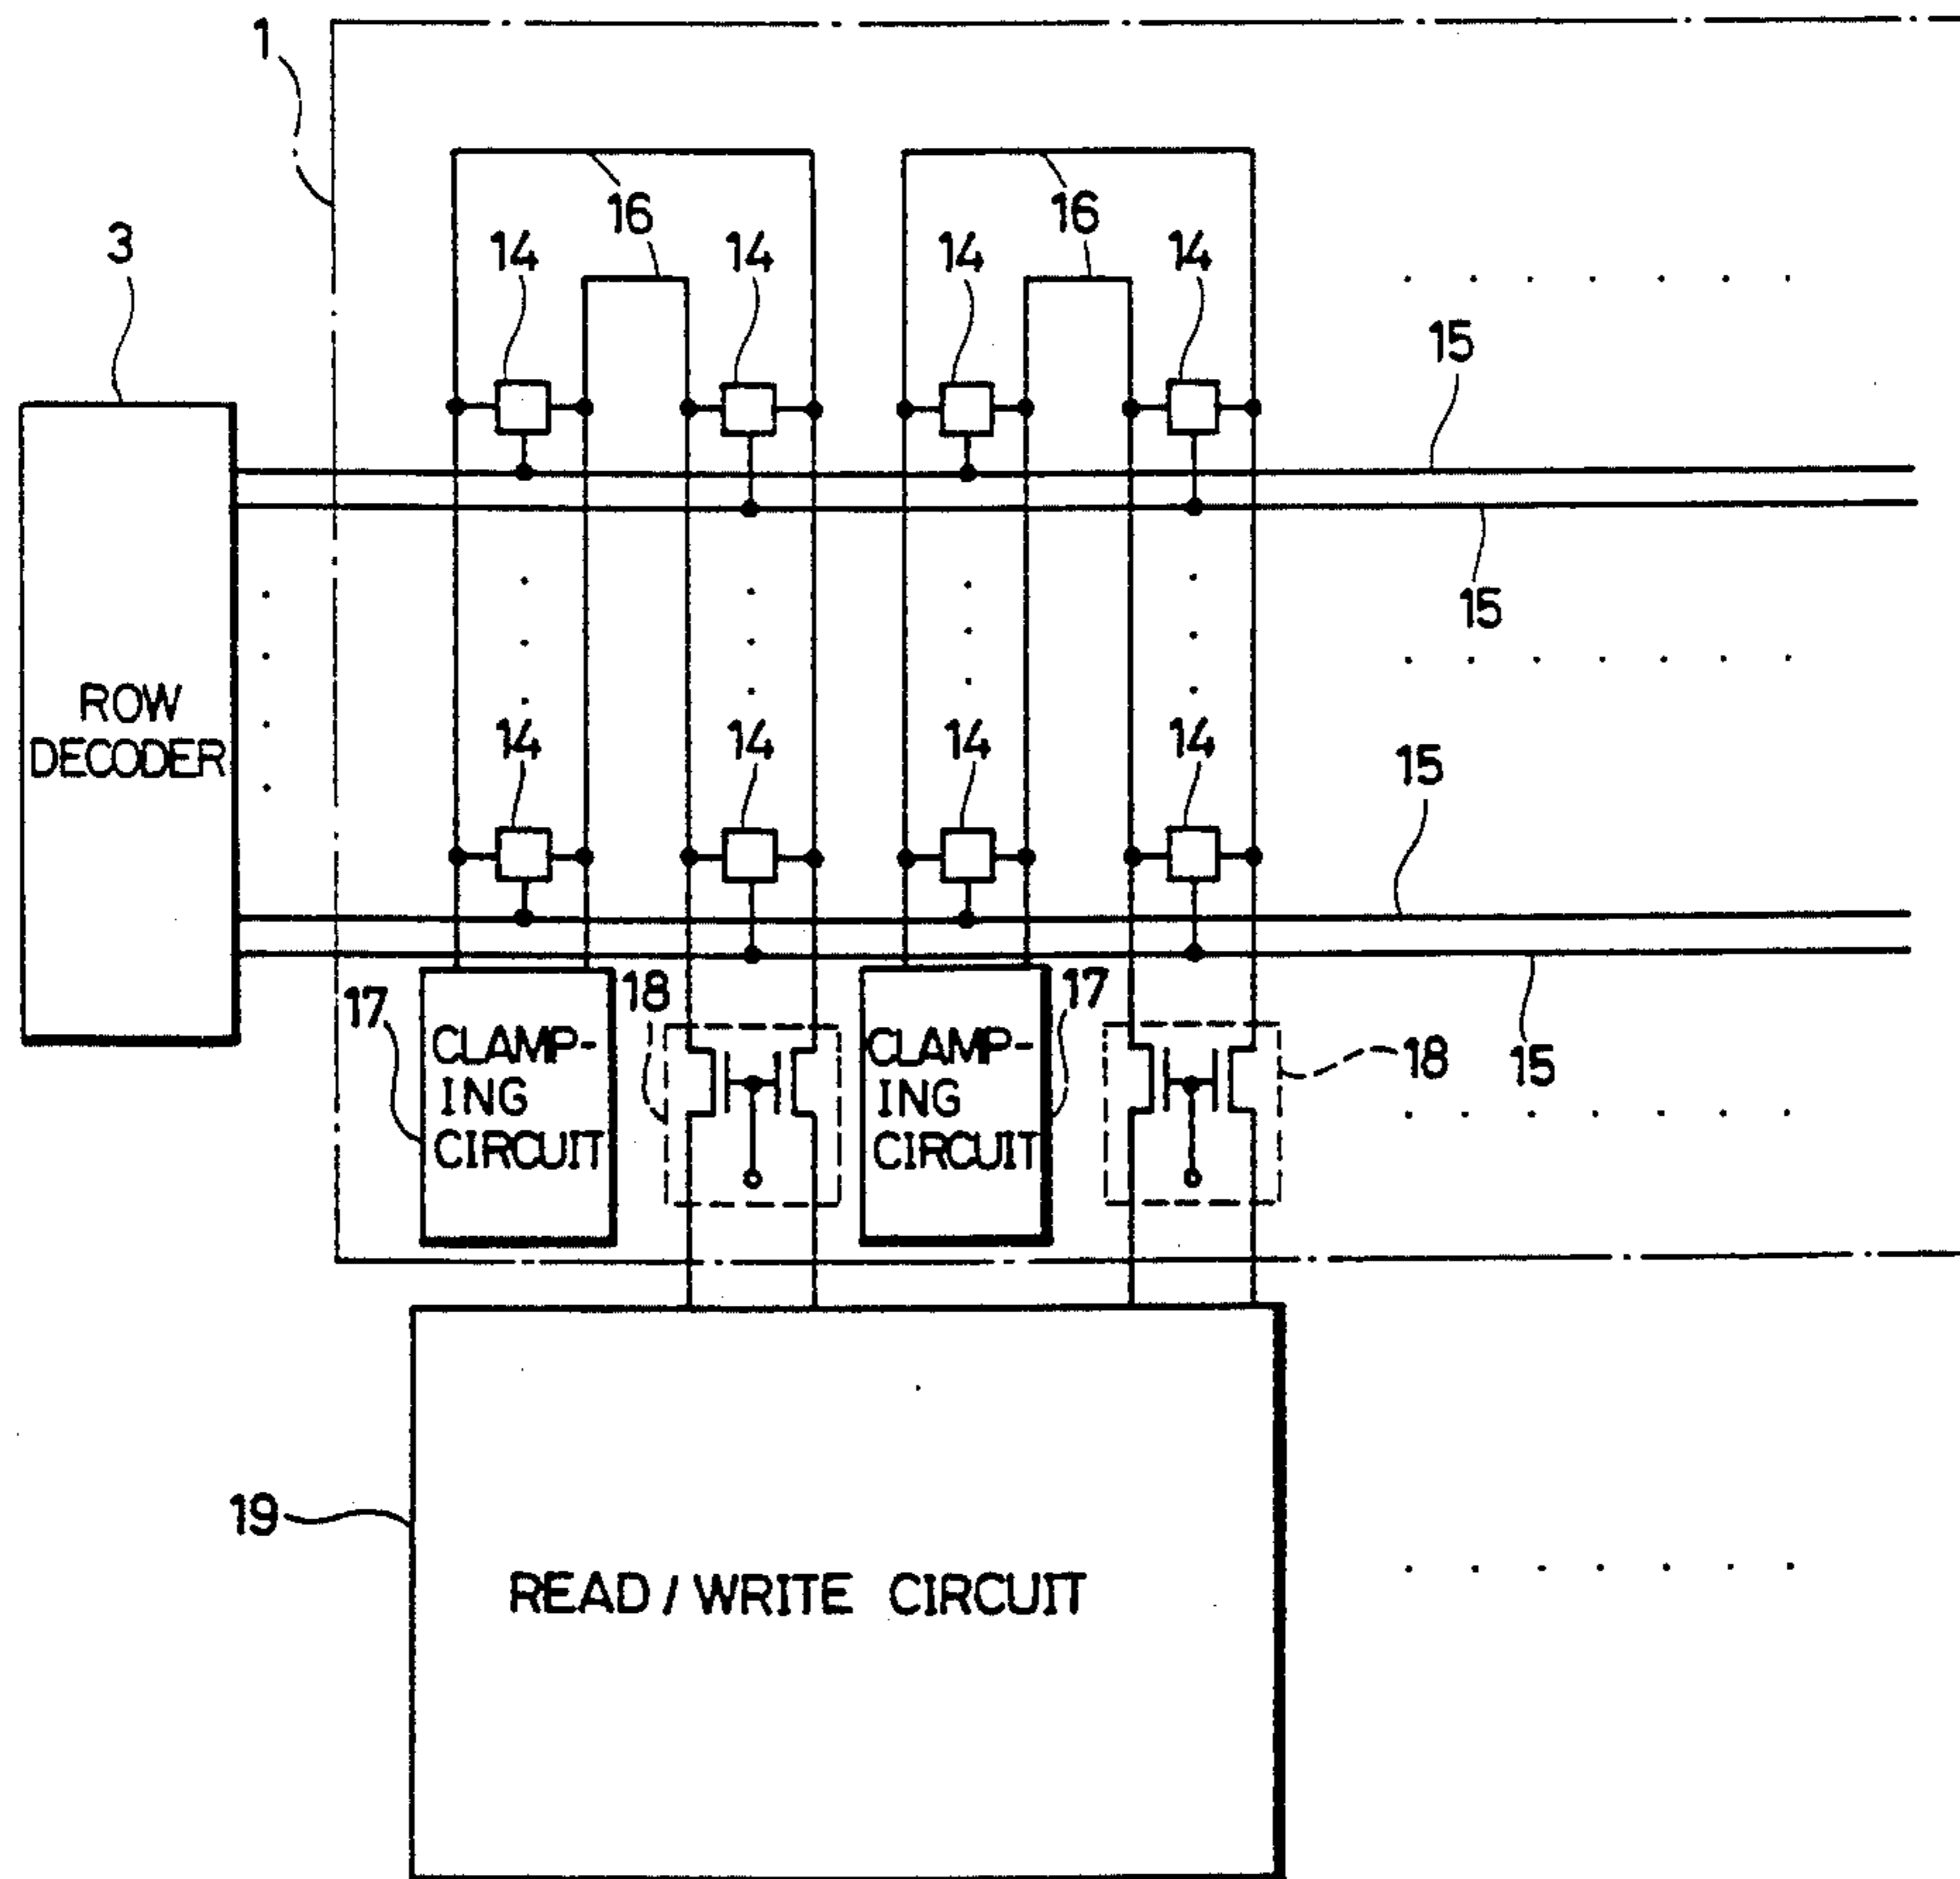 1
16
16
3
14
14
14
14
15
15
ROW
DECODER
14
14
14
14
15
17
CLAMP-
ING
CIRCUIT
18
CLAMP-
ING
CIRCUIT
17
18
15
19
READ/WRITE CIRCUIT